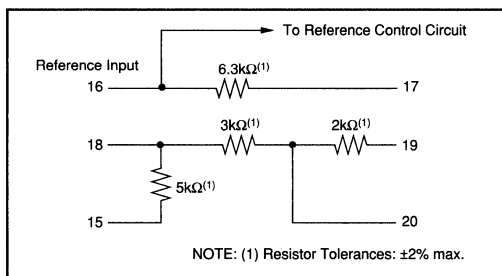 To Reference Control Circuit
Reference Input
6.3kΩ(1)
16
17
3kΩ(1)
2kΩ(1)
18
19
5kΩ(1)
15
20
NOTE: (1) Resistor Tolerances: ±2% max.